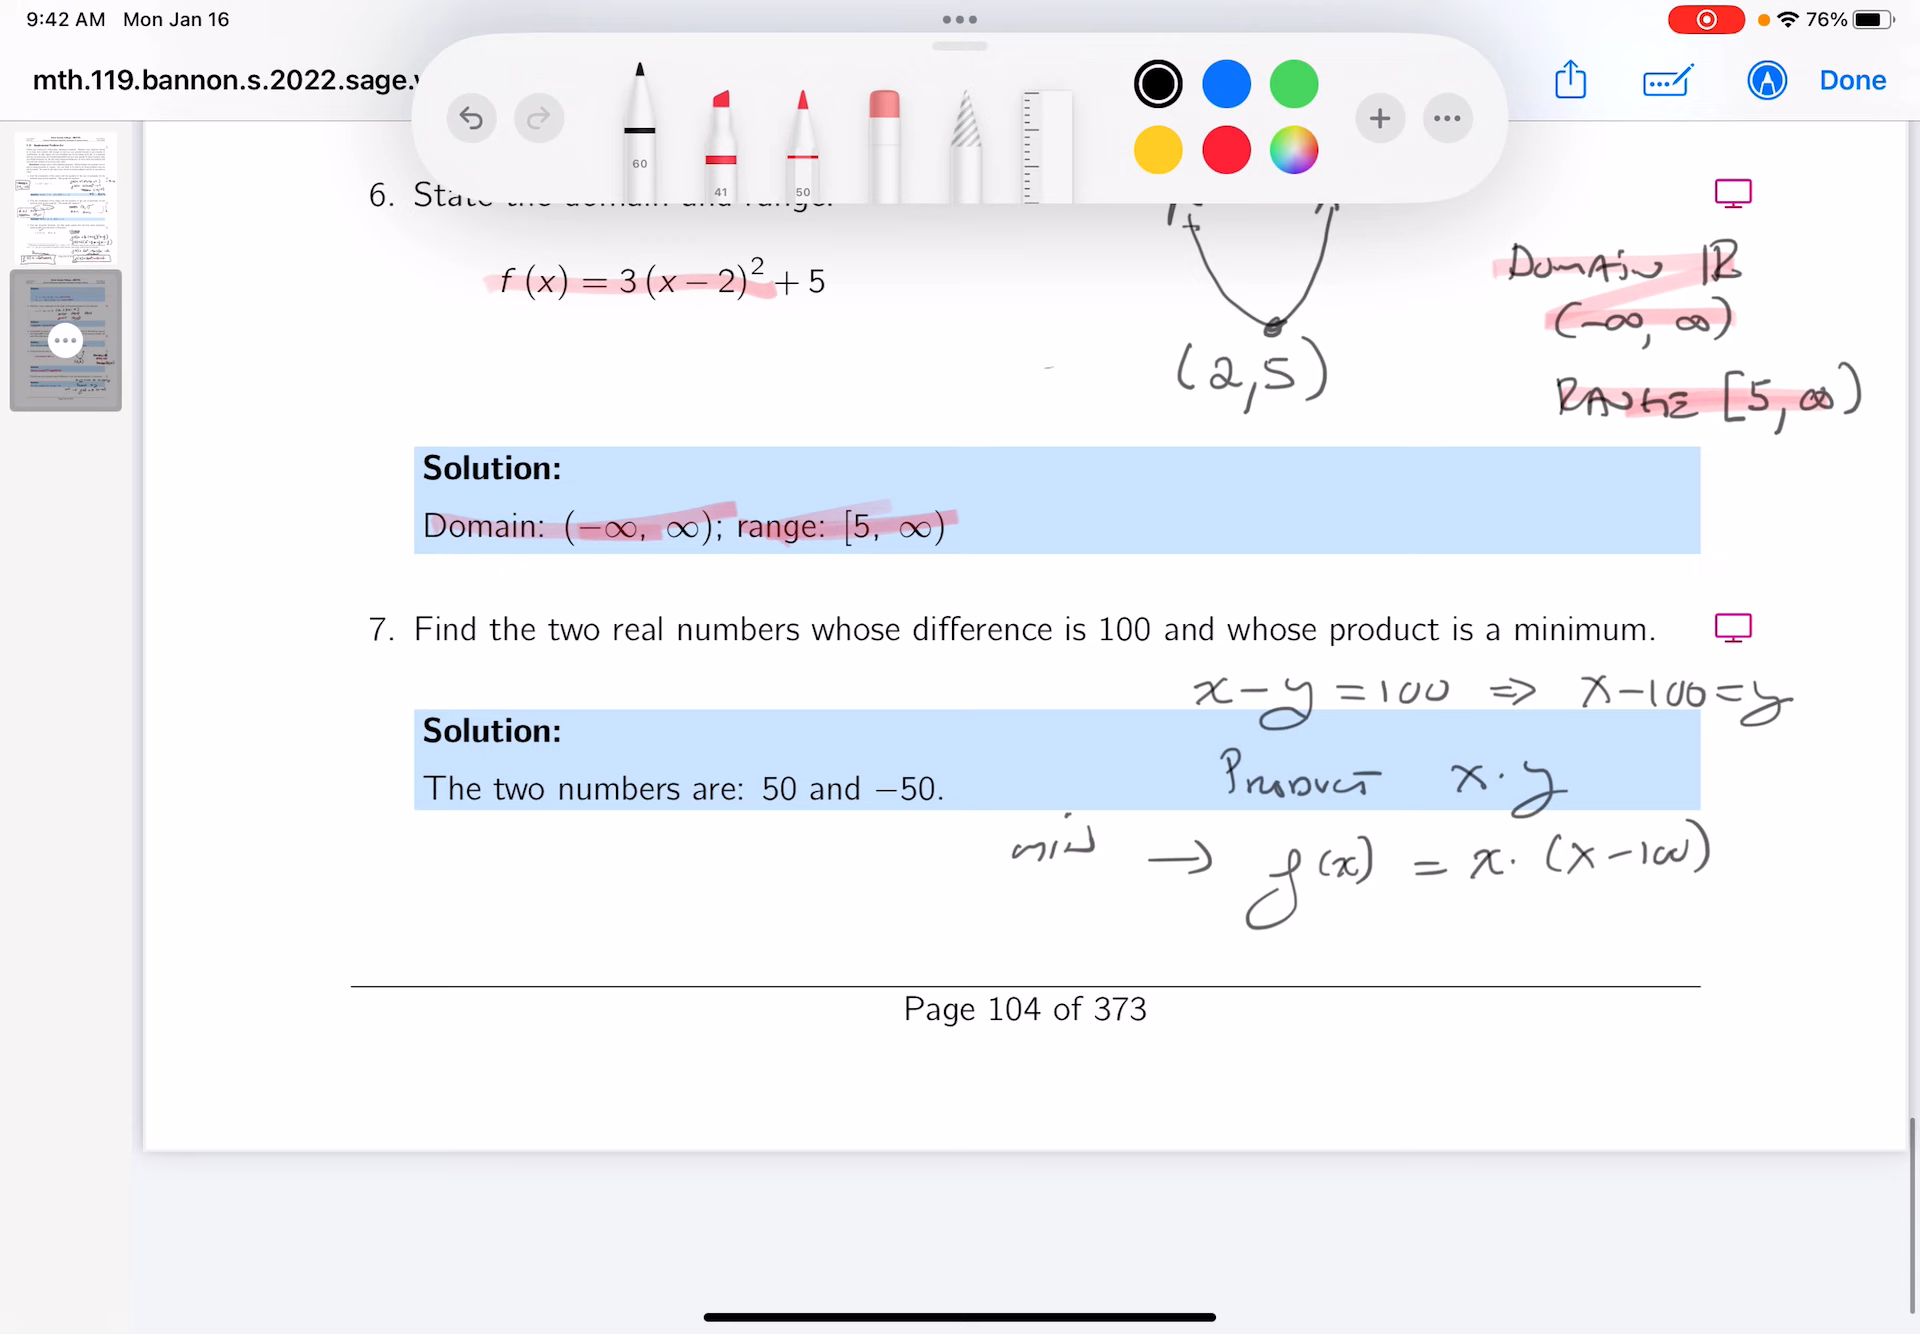 9:42 AM Mon Jan 16
76%
mth.119.bannon.s.2022.sage.
Done
60
41
50
6. State the domain and range.
f (x) = 3 (x − 2)² + 5
(2,5)
Domain ℝ
(-∞, ∞)
RANGE [5, ∞)
Solution:
Domain: (−∞, ∞); range: [5, ∞)
7. Find the two real numbers whose difference is 100 and whose product is a minimum.
x - y = 100 ⇒ x - 100 = y
Solution:
The two numbers are: 50 and −50.
Product x · y
min → f(x) = x · (x - 100)
Page 104 of 373